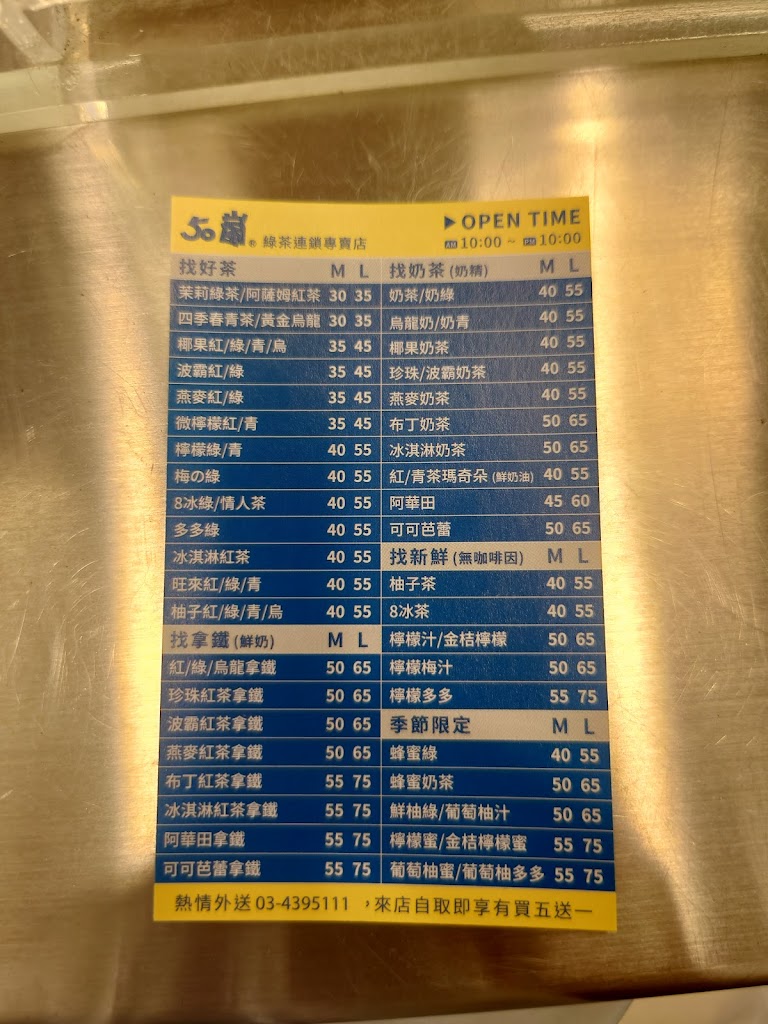 50嵐® 綠茶連鎖專賣店
▶OPEN TIME
AM 10:00 ~ PM 10:00
找好茶 M L
茉莉綠茶/阿薩姆紅茶 30 35
四季春青茶/黃金烏龍 30 35
椰果紅/綠/青/烏 35 45
波霸紅/綠 35 45
燕麥紅/綠 35 45
微檸檬紅/青 35 45
檸檬綠/青 40 55
梅の綠 40 55
8冰綠/情人茶 40 55
多多綠 40 55
冰淇淋紅茶 40 55
旺來紅/綠/青 40 55
柚子紅/綠/青/烏 40 55
找拿鐵(鮮奶) M L
紅/綠/烏龍拿鐵 50 65
珍珠紅茶拿鐵 50 65
波霸紅茶拿鐵 50 65
燕麥紅茶拿鐵 50 65
布丁紅茶拿鐵 55 75
冰淇淋紅茶拿鐵 55 75
阿華田拿鐵 55 75
可可芭蕾拿鐵 55 75
找奶茶(奶精) M L
奶茶/奶綠 40 55
烏龍奶/奶青 40 55
椰果奶茶 40 55
珍珠/波霸奶茶 40 55
燕麥奶茶 40 55
布丁奶茶 50 65
冰淇淋奶茶 50 65
紅/青茶瑪奇朵(鮮奶油) 40 55
阿華田 45 60
可可芭蕾 50 65
找新鮮(無咖啡因) M L
柚子茶 40 55
8冰茶 40 55
檸檬汁/金桔檸檬 50 65
檸檬梅汁 50 65
檸檬多多 55 75
季節限定 M L
蜂蜜綠 40 55
蜂蜜奶茶 50 65
鮮柚綠/葡萄柚汁 50 65
檸檬蜜/金桔檸檬蜜 55 75
葡萄柚蜜/葡萄柚多多 55 75
熱情外送 03-4395111 ，來店自取即享有買五送一